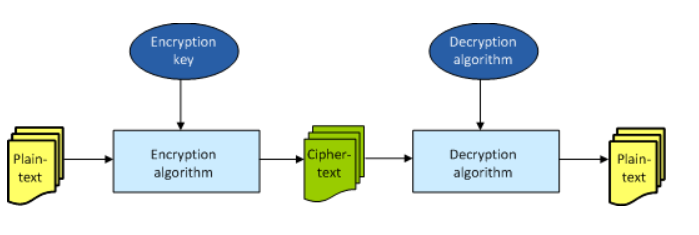 Encryption
key
Decryption
algorithm
Plain-
text
Encryption
algorithm
Cipher-
text
Decryption
algorithm
Plain-
text